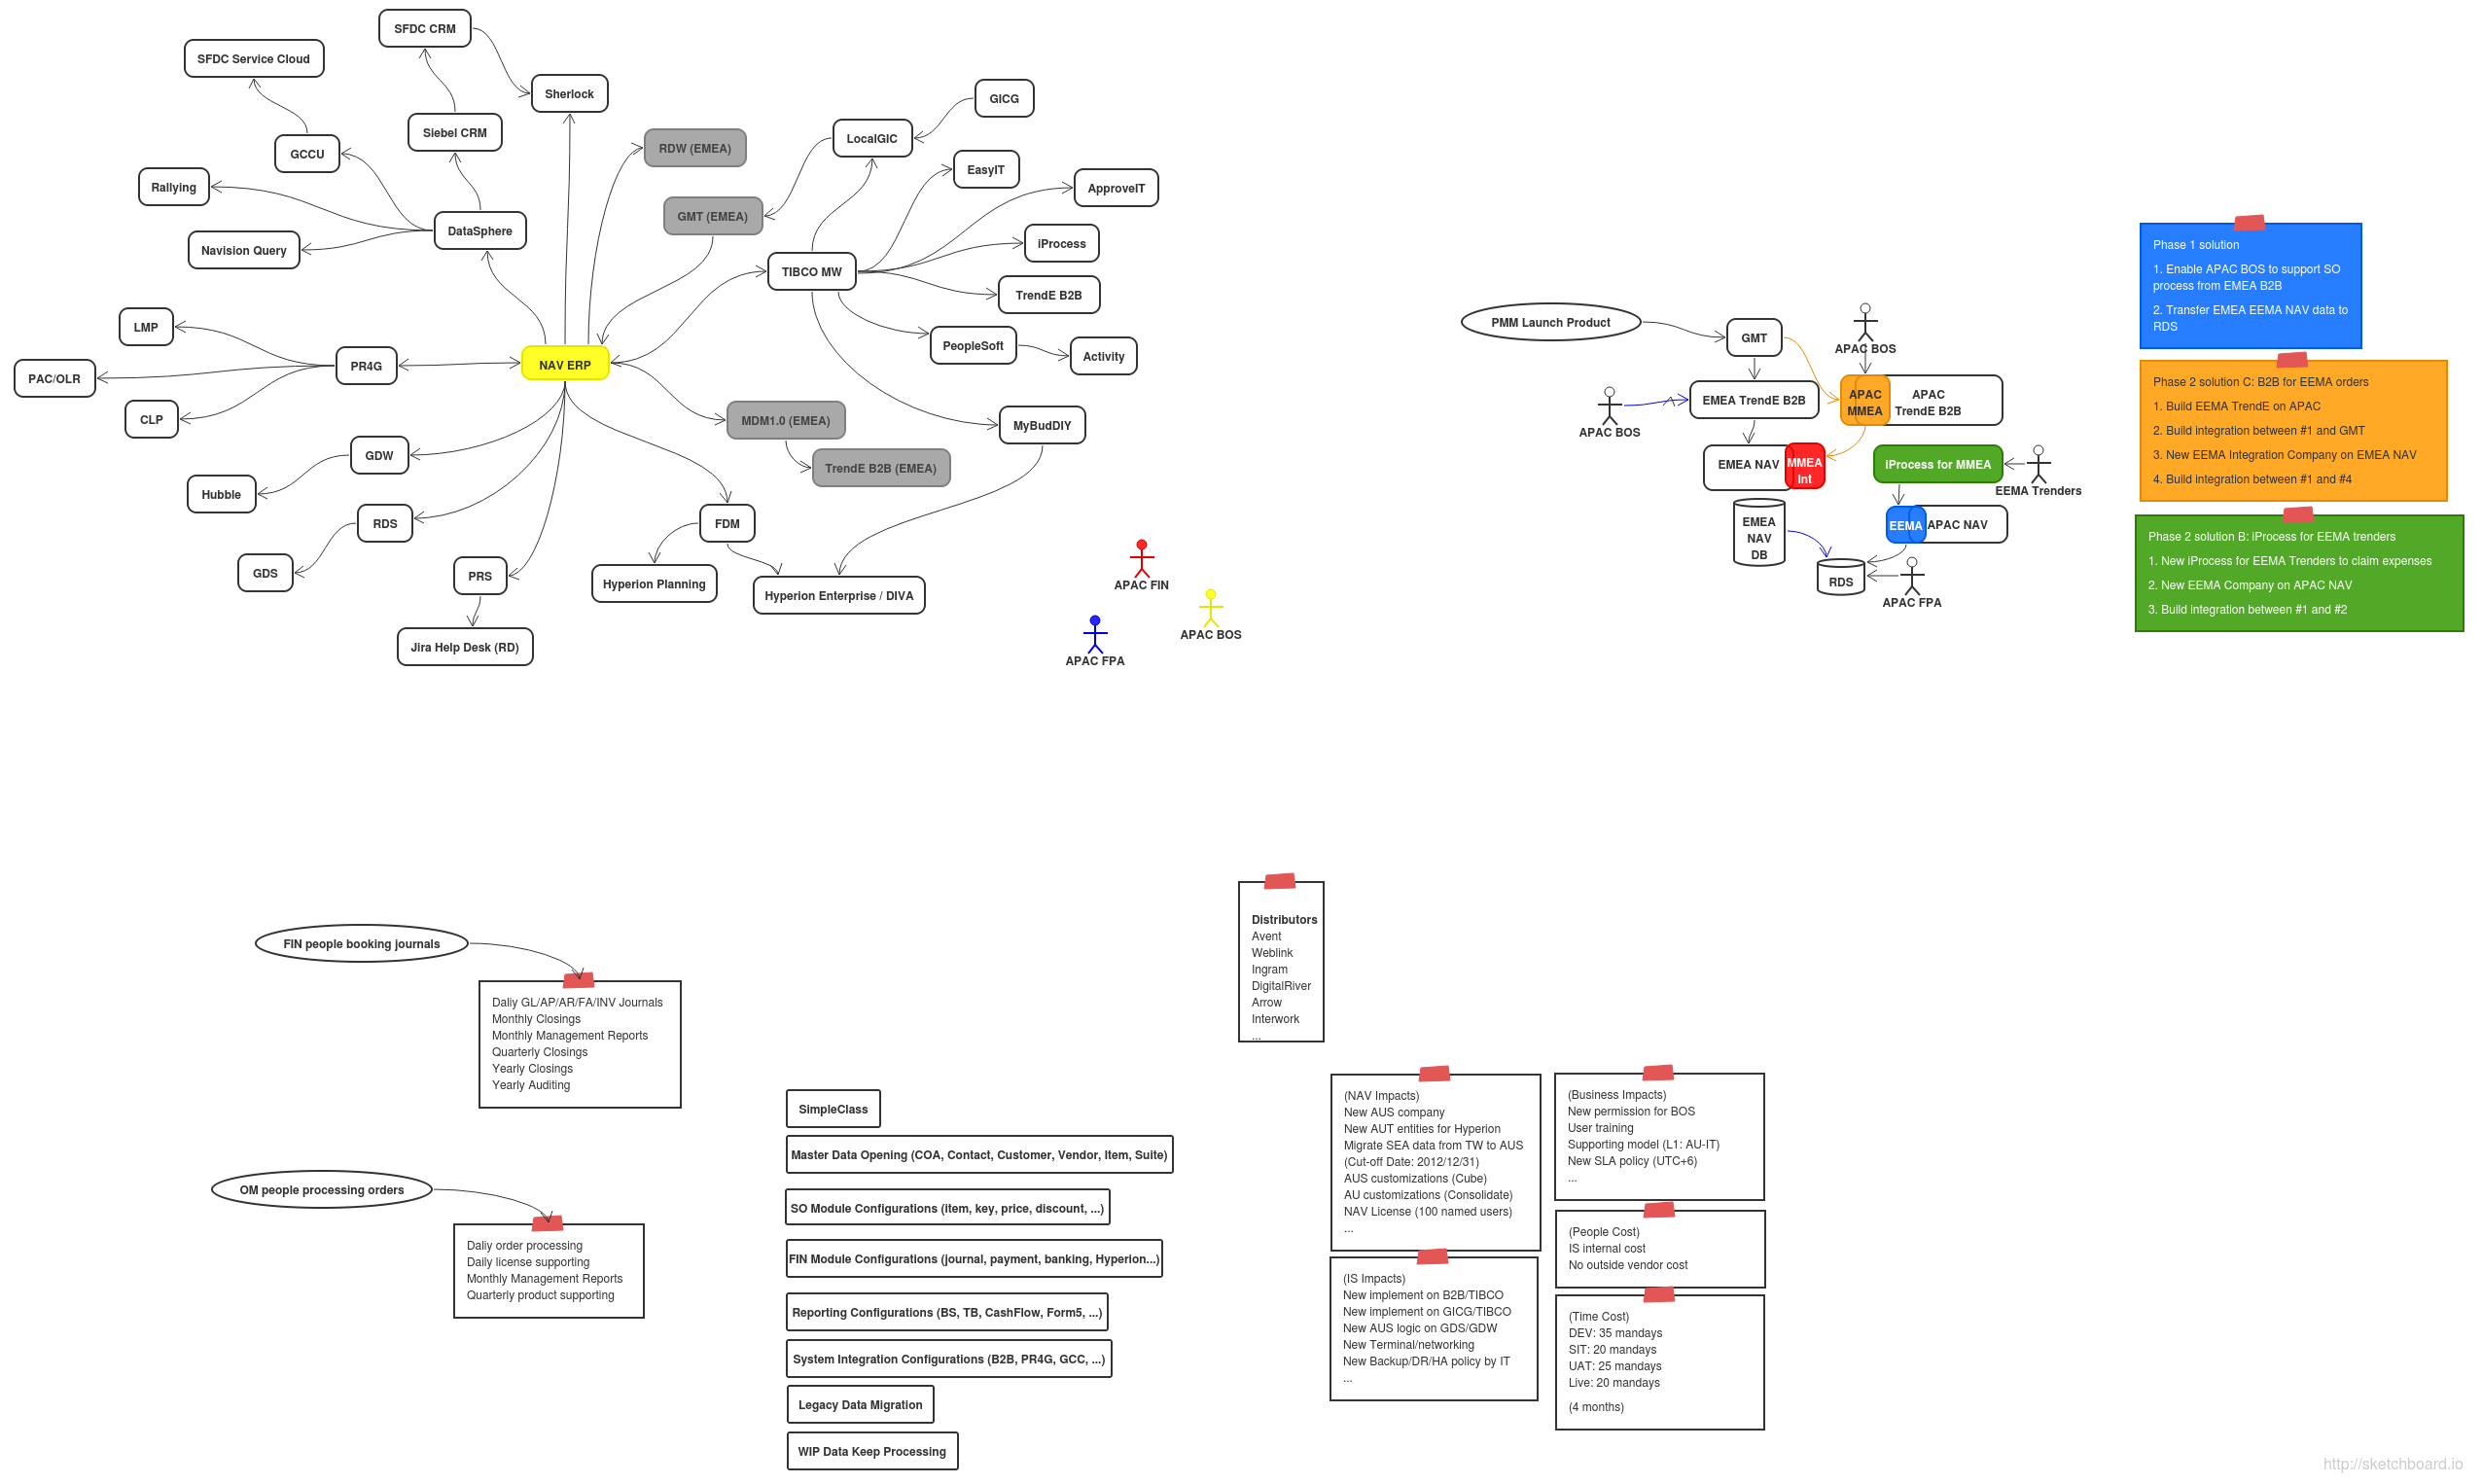 SFDC CRM
SFDC Service Cloud
Sherlock
GICG
Siebel CRM
LocalGIC
GCCU
RDW (EMEA)
EasyIT
Rallying
ApproveIT
GMT (EMEA)
DataSphere
Navision Query
iProcess
TIBCO MW
TrendE B2B
LMP
PeopleSoft
Activity
PR4G
NAV ERP
PAC/OLR
CLP
MDM1.0 (EMEA)
MyBudDIY
GDW
TrendE B2B (EMEA)
Hubble
RDS
FDM
GDS
PRS
Hyperion Planning
Hyperion Enterprise / DIVA
Jira Help Desk (RD)
APAC FIN
APAC BOS
APAC FPA
PMM Launch Product
GMT
APAC BOS
APAC BOS
EMEA TrendE B2B
APAC
MMEA
APAC
TrendE B2B
EMEA NAV
MMEA
Int
iProcess for MMEA
EEMA Trenders
EMEA
NAV
DB
EEMA
APAC NAV
RDS
APAC FPA
Phase 1 solution
1. Enable APAC BOS to support SO
process from EMEA B2B
2. Transfer EMEA EEMA NAV data to
RDS
Phase 2 solution C: B2B for EEMA orders
1. Build EEMA TrendE on APAC
2. Build integration between #1 and GMT
3. New EEMA Integration Company on EMEA NAV
4. Build integration between #1 and #4
Phase 2 solution B: iProcess for EEMA trenders
1. New iProcess for EEMA Trenders to claim expenses
2. New EEMA Company on APAC NAV
3. Build integration between #1 and #2
FIN people booking journals
Daliy GL/AP/AR/FA/INV Journals
Monthly Closings
Monthly Management Reports
Quarterly Closings
Yearly Closings
Yearly Auditing
OM people processing orders
Daliy order processing
Daily license supporting
Monthly Management Reports
Quarterly product supporting
SimpleClass
Master Data Opening (COA, Contact, Customer, Vendor, Item, Suite)
SO Module Configurations (item, key, price, discount, ...)
FIN Module Configurations (journal, payment, banking, Hyperion...)
Reporting Configurations (BS, TB, CashFlow, Form5, ...)
System Integration Configurations (B2B, PR4G, GCC, ...)
Legacy Data Migration
WIP Data Keep Processing
Distributors
Avent
Weblink
Ingram
DigitalRiver
Arrow
Interwork
...
(NAV Impacts)
New AUS company
New AUT entities for Hyperion
Migrate SEA data from TW to AUS
(Cut-off Date: 2012/12/31)
AUS customizations (Cube)
AU customizations (Consolidate)
NAV License (100 named users)
...
(IS Impacts)
New implement on B2B/TIBCO
New implement on GICG/TIBCO
New AUS logic on GDS/GDW
New Terminal/networking
New Backup/DR/HA policy by IT
...
(Business Impacts)
New permission for BOS
User training
Supporting model (L1: AU-IT)
New SLA policy (UTC+6)
...
(People Cost)
IS internal cost
No outside vendor cost
(Time Cost)
DEV: 35 mandays
SIT: 20 mandays
UAT: 25 mandays
Live: 20 mandays
(4 months)
http://sketchboard.io